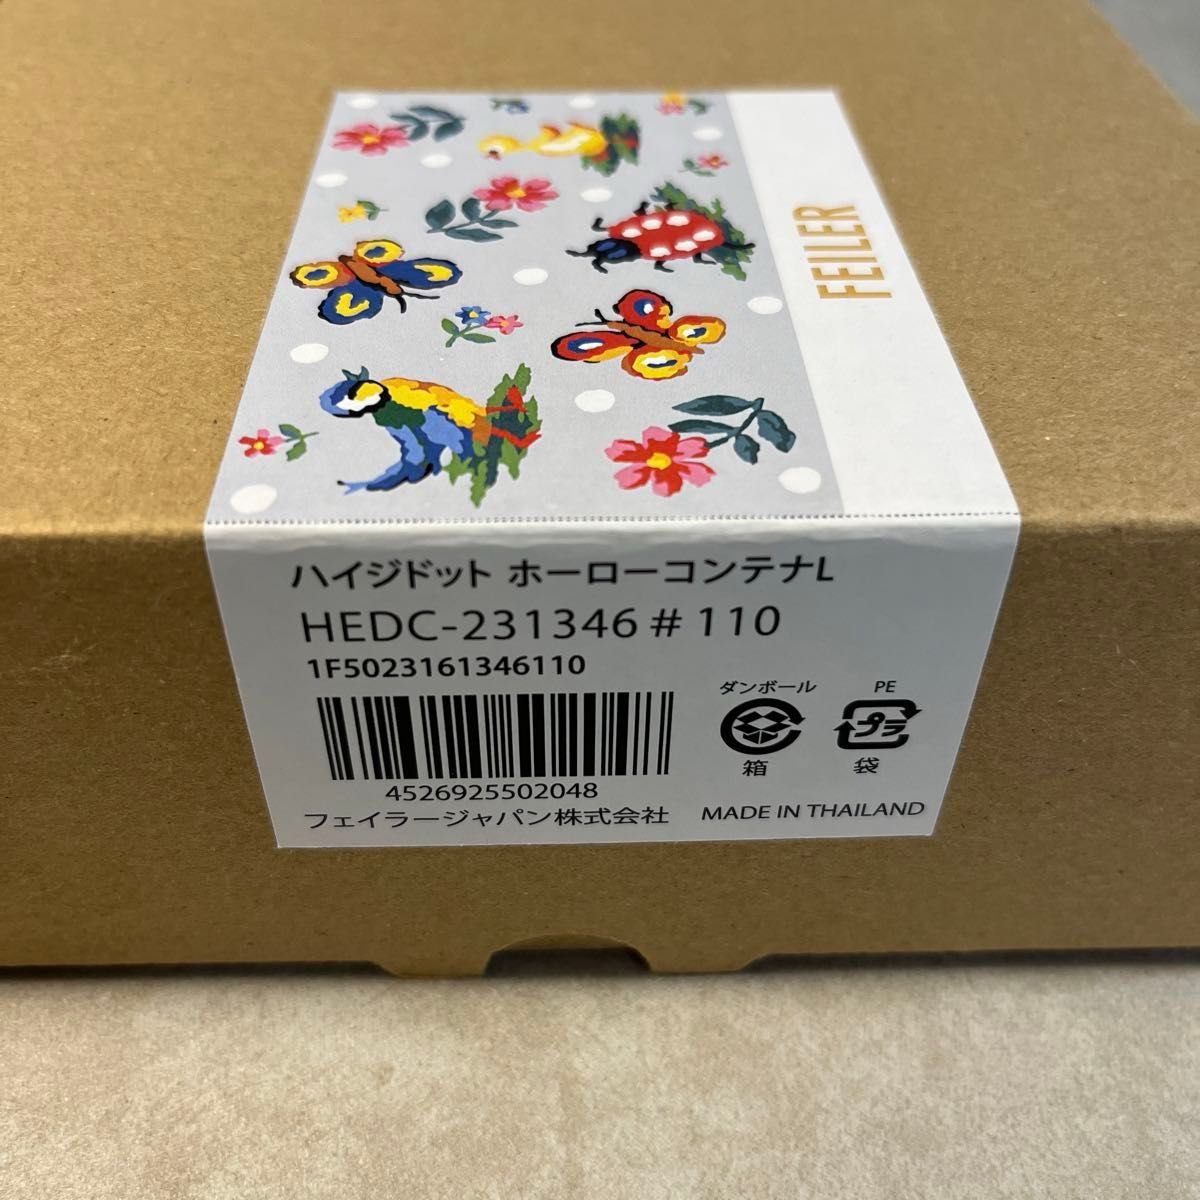 FEILER
ハイジドット ホーローコンテナL
HEDC-231346#110
1F5023161346110
ダンボール
箱
PE
プラ
袋
4526925502048
フェイラージャパン株式会社
MADE IN THAILAND